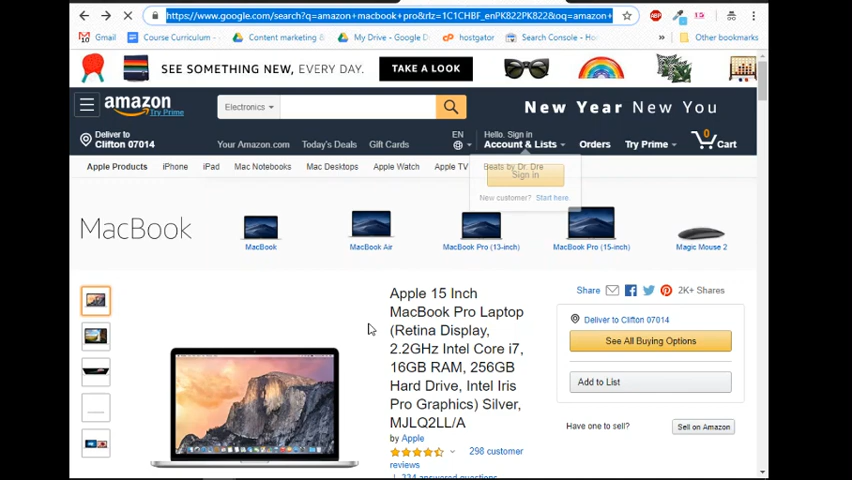 https://www.google.com/search?q=amazon+macbook+pro&rlz=1C1CHBF_enPK822PK822&oq=amazon+
ABP
Gmail
Course Curriculum -
Content marketing &
My Drive - Google D
hostgator
Search Console - Ho
»
Other bookmarks
SEE SOMETHING NEW, EVERY DAY.
TAKE A LOOK
amazon
Try Prime
Electronics
New Year New You
Deliver to
Clifton 07014
Your Amazon.com
Today's Deals
Gift Cards
EN
Hello. Sign in
Account & Lists
Orders
Try Prime
0
Cart
Apple Products
iPhone
iPad
Mac Notebooks
Mac Desktops
Apple Watch
Apple TV
Beats by Dr. Dre
Sign in
New customer? Start here.
MacBook
MacBook
MacBook Air
MacBook Pro (13-inch)
MacBook Pro (15-inch)
Magic Mouse 2
Apple 15 Inch
MacBook Pro Laptop
(Retina Display,
2.2GHz Intel Core i7,
16GB RAM, 256GB
Hard Drive, Intel Iris
Pro Graphics) Silver,
MJLQ2LL/A
by Apple
298 customer
reviews
Share
2K+ Shares
Deliver to Clifton 07014
See All Buying Options
Add to List
Have one to sell?
Sell on Amazon